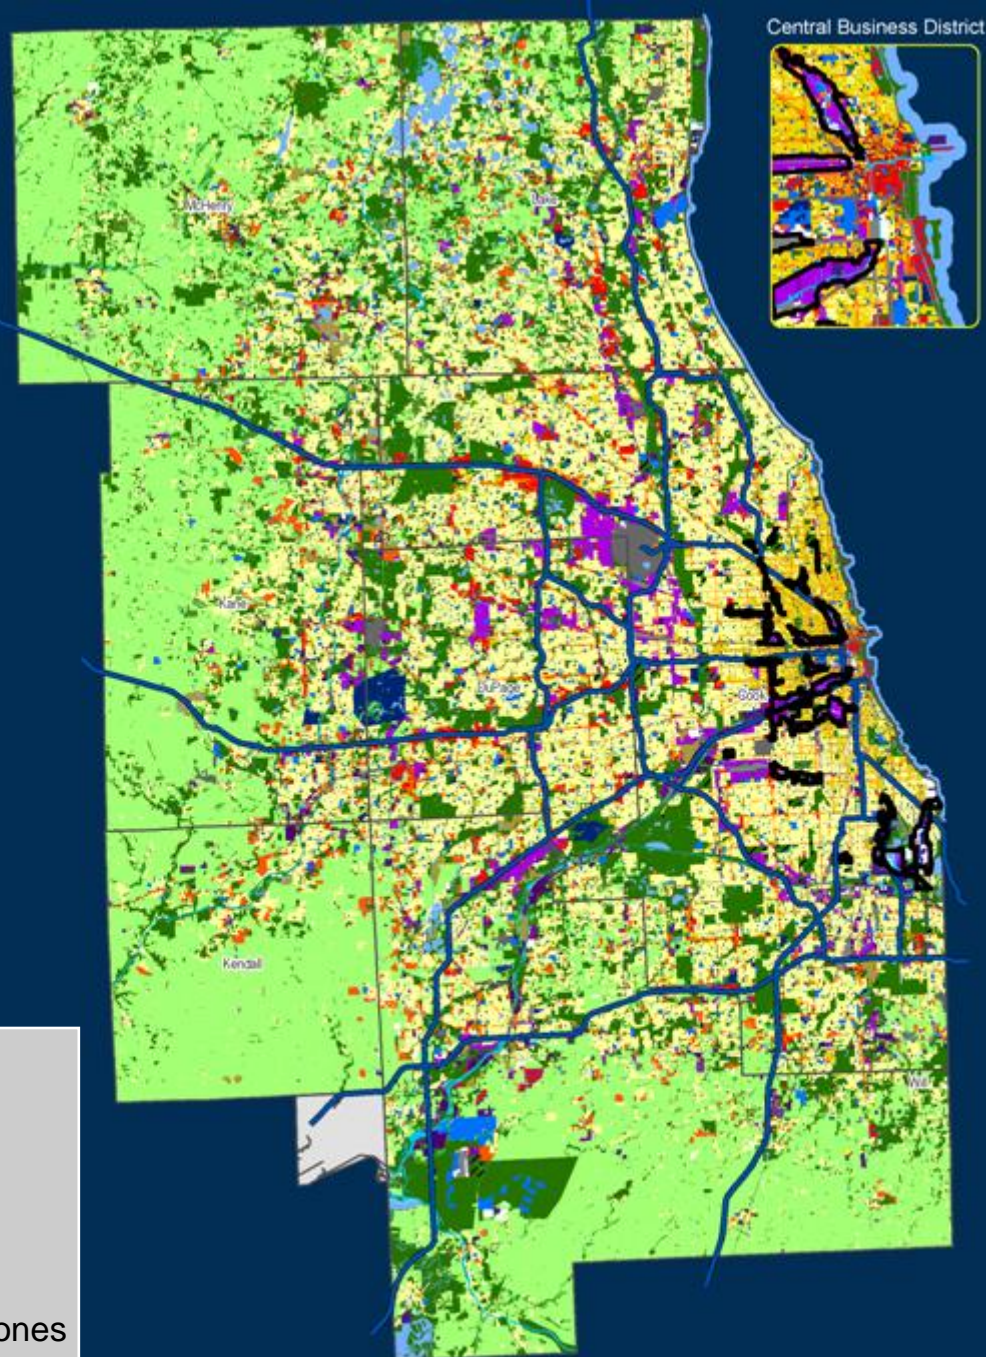 Central Business District
McHenry
Lake
Kane
DuPage
Cook
Kendall
Will
ones